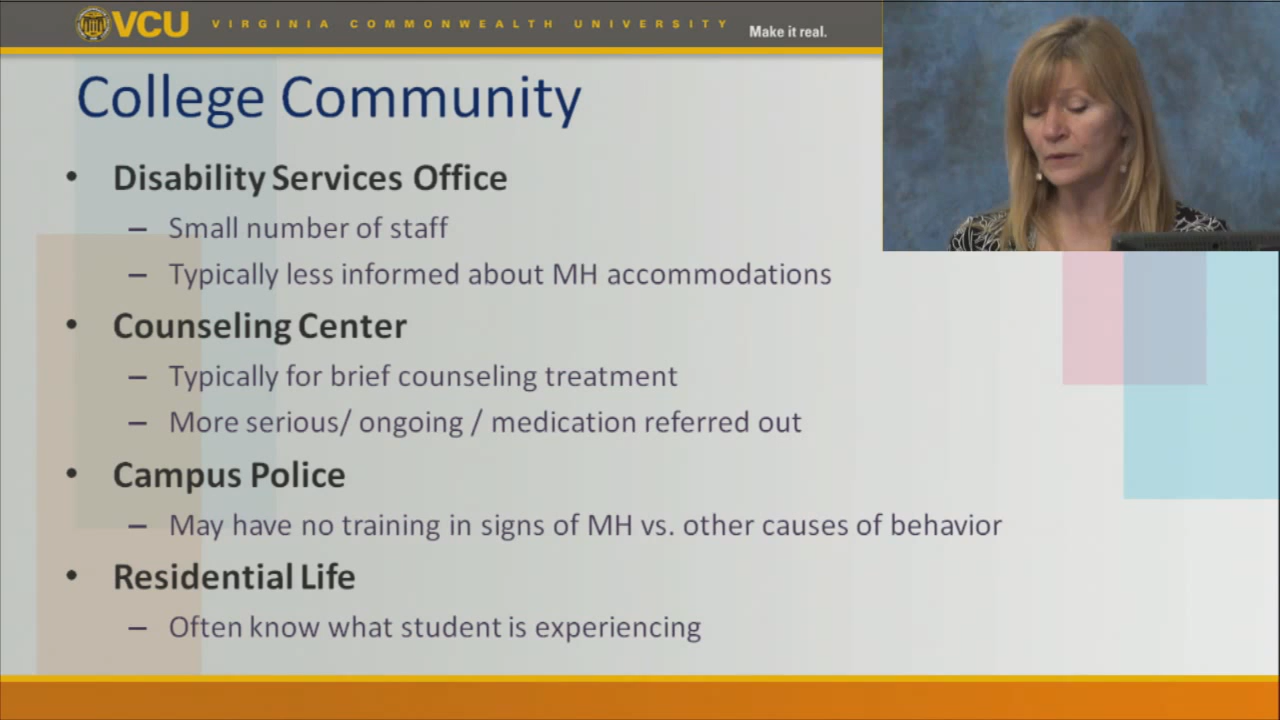 VCU VIRGINIA COMMONWEALTH UNIVERSITY Make it real.
College Community
• Disability Services Office
– Small number of staff
– Typically less informed about MH accommodations
• Counseling Center
– Typically for brief counseling treatment
– More serious/ ongoing / medication referred out
• Campus Police
– May have no training in signs of MH vs. other causes of behavior
• Residential Life
– Often know what student is experiencing